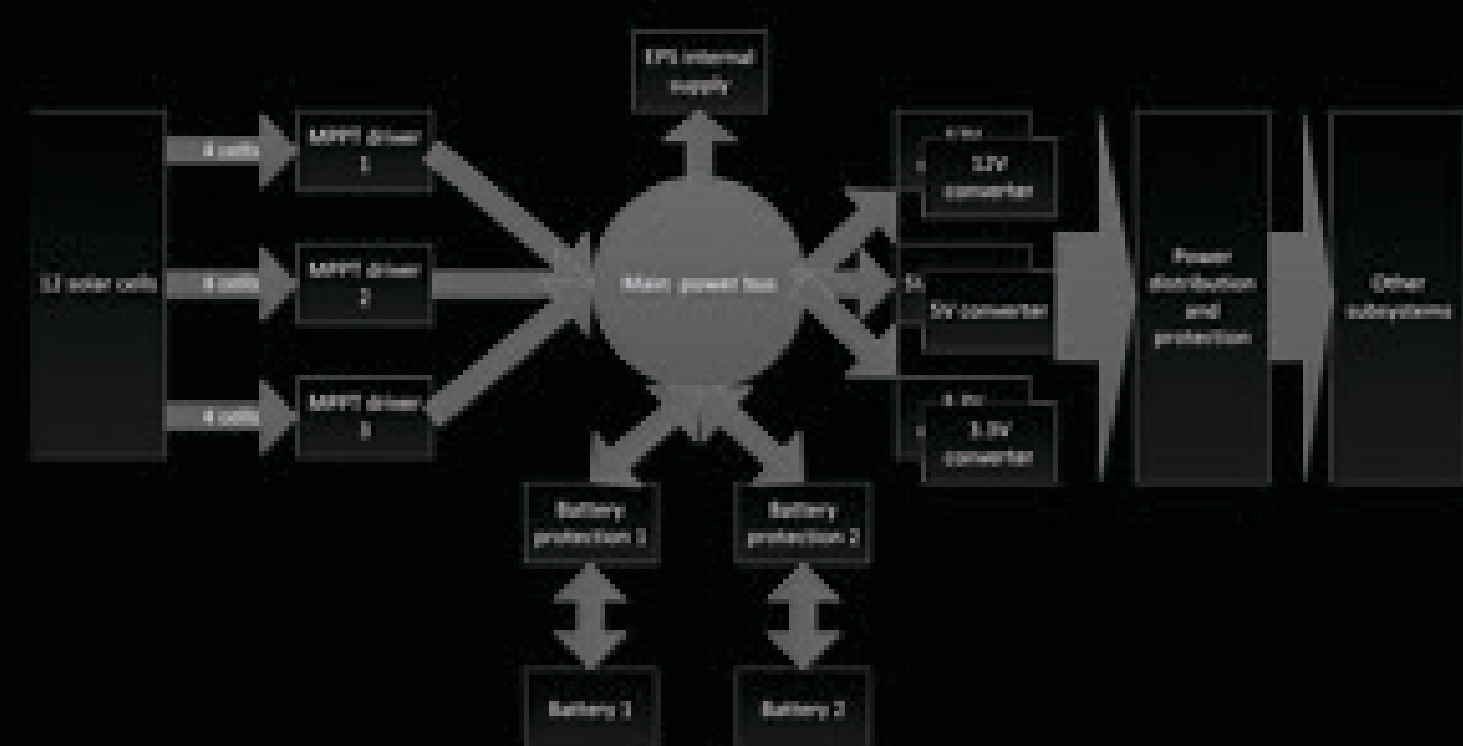 EPS internal
supply
12 solar cells
4 cells
MPPT driver
1
4 cells
MPPT driver
2
4 cells
MPPT driver
3
Main power bus
12V
converter
5V converter
3.3V
converter
Power
distribution
and
protection
Other
subsystems
Battery
protection 1
Battery
protection 2
Battery 1
Battery 2